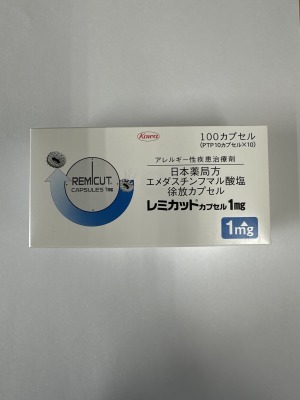 Kowa
100カプセル
(PTP10カプセル×10)
アレルギー性疾患治療剤
日本薬局方
エメダスチンフマル酸塩
徐放カプセル
レミカットカプセル1mg
REMICUT
CAPSULES 1mg
1mg